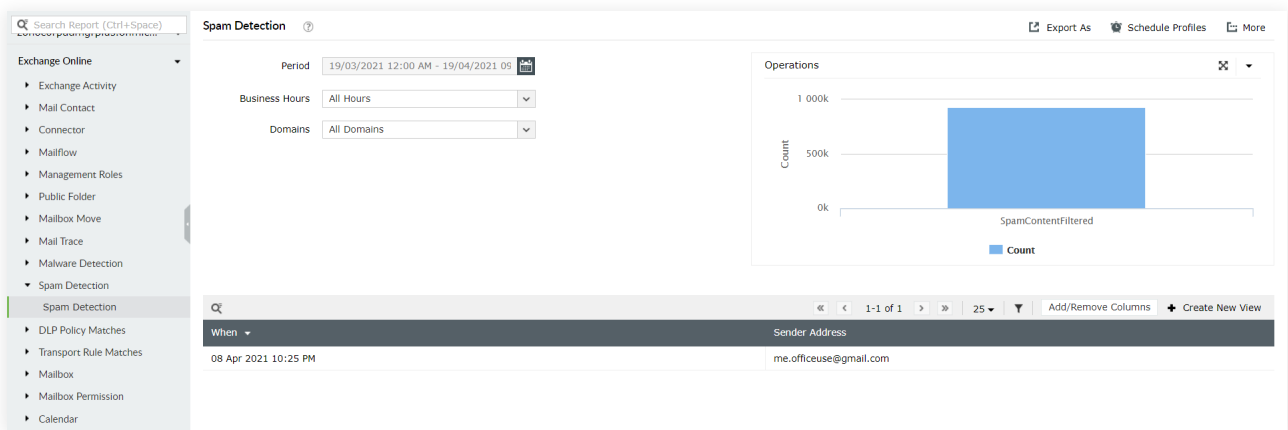 Search Report (Ctrl+Space)
Exchange Online
Exchange Activity
Mail Contact
Connector
Mailflow
Management Roles
Public Folder
Mailbox Move
Mail Trace
Malware Detection
Spam Detection
Spam Detection
DLP Policy Matches
Transport Rule Matches
Mailbox
Mailbox Permission
Calendar
Spam Detection ?
Export As Schedule Profiles More
Period 19/03/2021 12:00 AM - 19/04/2021 09
Business Hours All Hours
Domains All Domains
Operations
1 000k
500k
0k
Count
SpamContentFiltered
Count
1-1 of 1 25 Add/Remove Columns Create New View
When Sender Address
08 Apr 2021 10:25 PM me.officeuse@gmail.com